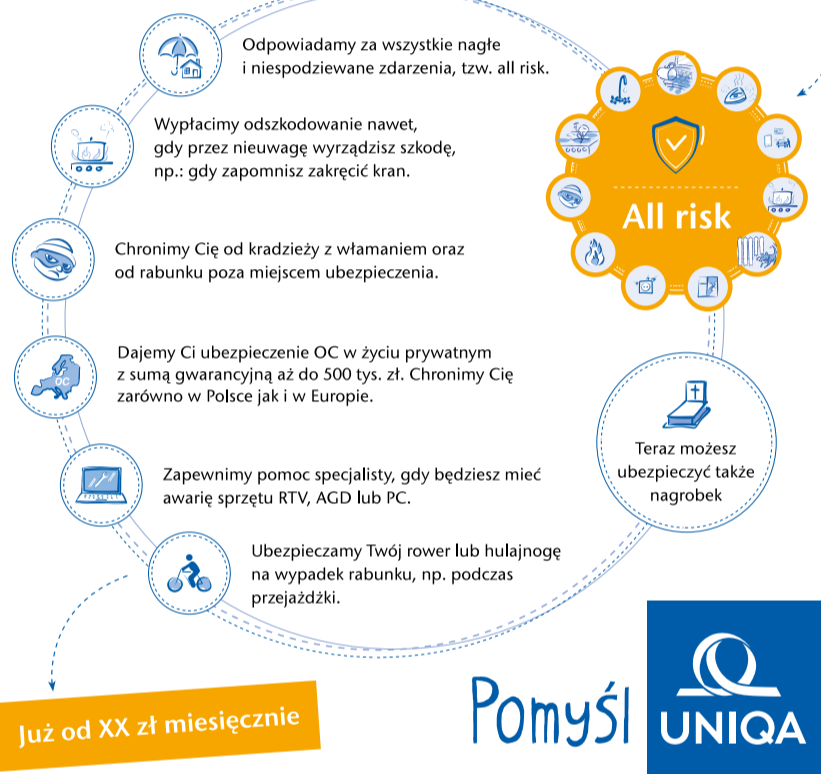 Odpowiadamy za wszystkie nagłe
i niespodziewane zdarzenia, tzw. all risk.
Wypłacimy odszkodowanie nawet,
gdy przez nieuwagę wyrządzisz szkodę,
np.: gdy zapomnisz zakręcić kran.
All risk
Chronimy Cię od kradzieży z włamaniem oraz
od rabunku poza miejscem ubezpieczenia.
OC
Dajemy Ci ubezpieczenie OC w życiu prywatnym
z sumą gwarancyjną aż do 500 tys. zł. Chronimy Cię
zarówno w Polsce jak i w Europie.
Teraz możesz
ubezpieczyć także
nagrobek
Zapewnimy pomoc specjalisty, gdy będziesz mieć
awarię sprzętu RTV, AGD lub PC.
Ubezpieczamy Twój rower lub hulajnogę
na wypadek rabunku, np. podczas
przejażdżki.
Już od XX zł miesięcznie
Pomyśl
UNIQA